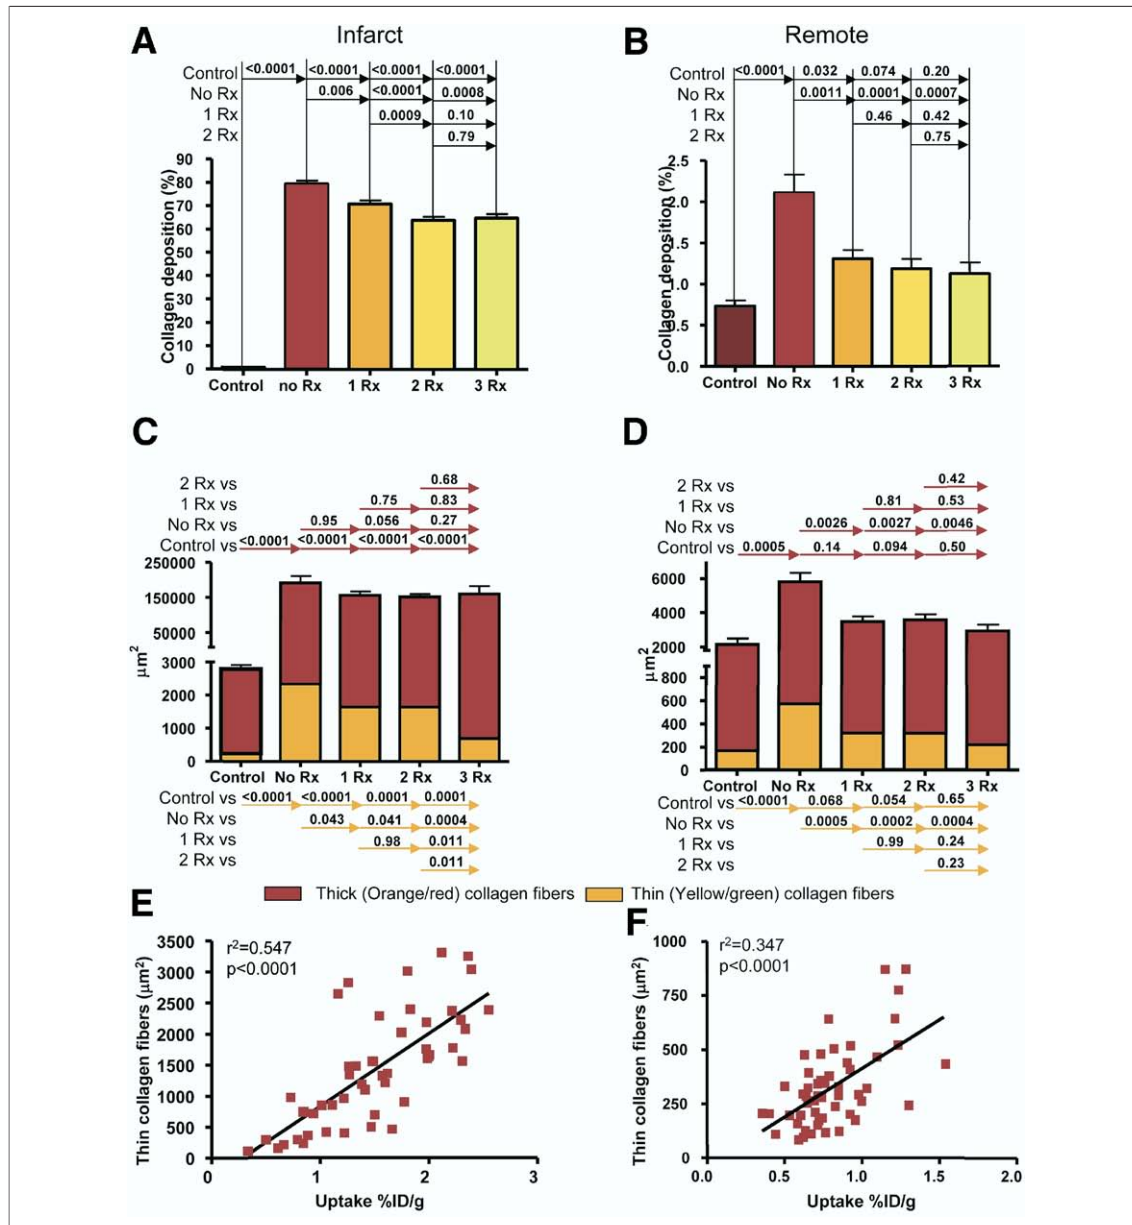 A Infarct
Control <0.0001 <0.0001 <0.0001 <0.0001
No Rx 0.006 <0.0001 0.0008
1 Rx 0.0009 0.10
2 Rx 0.79
Collagen deposition (%)
90
80
70
60
50
40
30
20
10
0
Control no Rx 1 Rx 2 Rx 3 Rx
B Remote
Control <0.0001 0.032 0.074 0.20
No Rx 0.0011 0.0001 0.0007
1 Rx 0.46 0.42
2 Rx 0.75
Collagen deposition (%)
2.5
2.0
1.5
1.0
0.5
0.0
Control No Rx 1 Rx 2 Rx 3 Rx
C
2 Rx vs 0.68
1 Rx vs 0.75 0.83
No Rx vs 0.95 0.056 0.27
Control vs <0.0001 <0.0001 <0.0001 <0.0001
μm²
250000
150000
50000
3000
2000
1000
0
Control No Rx 1 Rx 2 Rx 3 Rx
Control vs <0.0001 <0.0001 0.0001 0.0001
No Rx vs 0.043 0.041 0.0004
1 Rx vs 0.98 0.011
2 Rx vs 0.011
D
2 Rx vs 0.42
1 Rx vs 0.81 0.53
No Rx vs 0.0026 0.0027 0.0046
Control vs 0.0005 0.14 0.094 0.50
μm²
6000
4000
2000
800
600
400
200
0
Control No Rx 1 Rx 2 Rx 3 Rx
Control vs <0.0001 0.068 0.054 0.65
No Rx vs 0.0005 0.0002 0.0004
1 Rx vs 0.99 0.24
2 Rx vs 0.23
Thick (Orange/red) collagen fibers Thin (Yellow/green) collagen fibers
E
r²=0.547
p<0.0001
Thin collagen fibers (μm²)
3500
3000
2500
2000
1500
1000
500
0
0 1 2 3
Uptake %ID/g
F
r²=0.347
p<0.0001
Thin collagen fibers (μm²)
1000
750
500
250
0
0.0 0.5 1.0 1.5 2.0
Uptake %ID/g